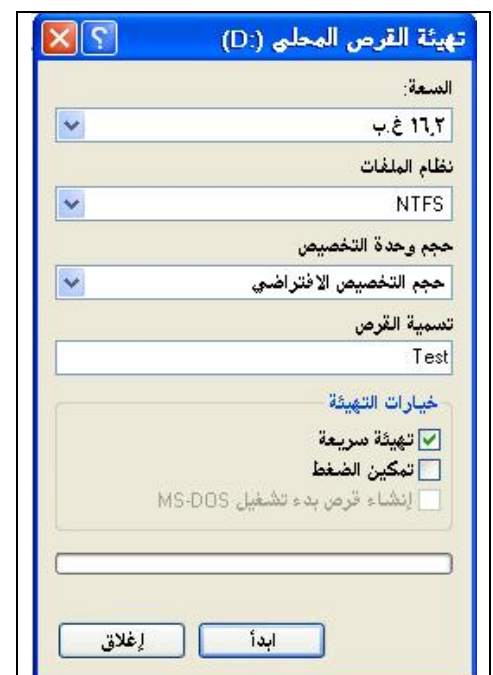 تهيئة القرص المحلي (D:)
السعة:
١٦,٢ غ.ب
نظام الملفات
NTFS
حجم وحدة التخصيص
حجم التخصيص الافتراضي
تسمية القرص
Test
خيارات التهيئة
تهيئة سريعة
تمكين الضغط
إنشاء قرص بدء تشغيل MS-DOS
ابدأ
إغلاق